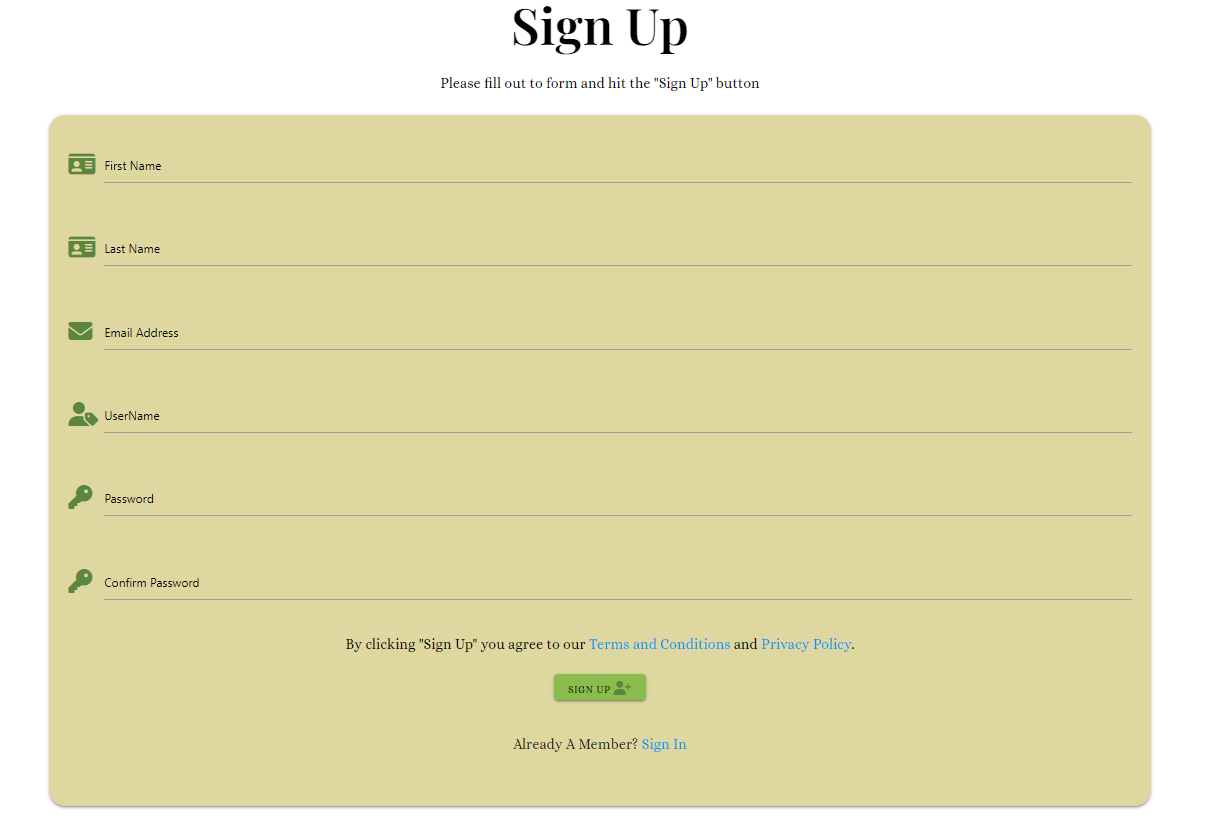 Sign Up
Please fill out to form and hit the "Sign Up" button
First Name
Last Name
Email Address
UserName
Password
Confirm Password
By clicking "Sign Up" you agree to our Terms and Conditions and Privacy Policy.
SIGN UP
Already A Member? Sign In